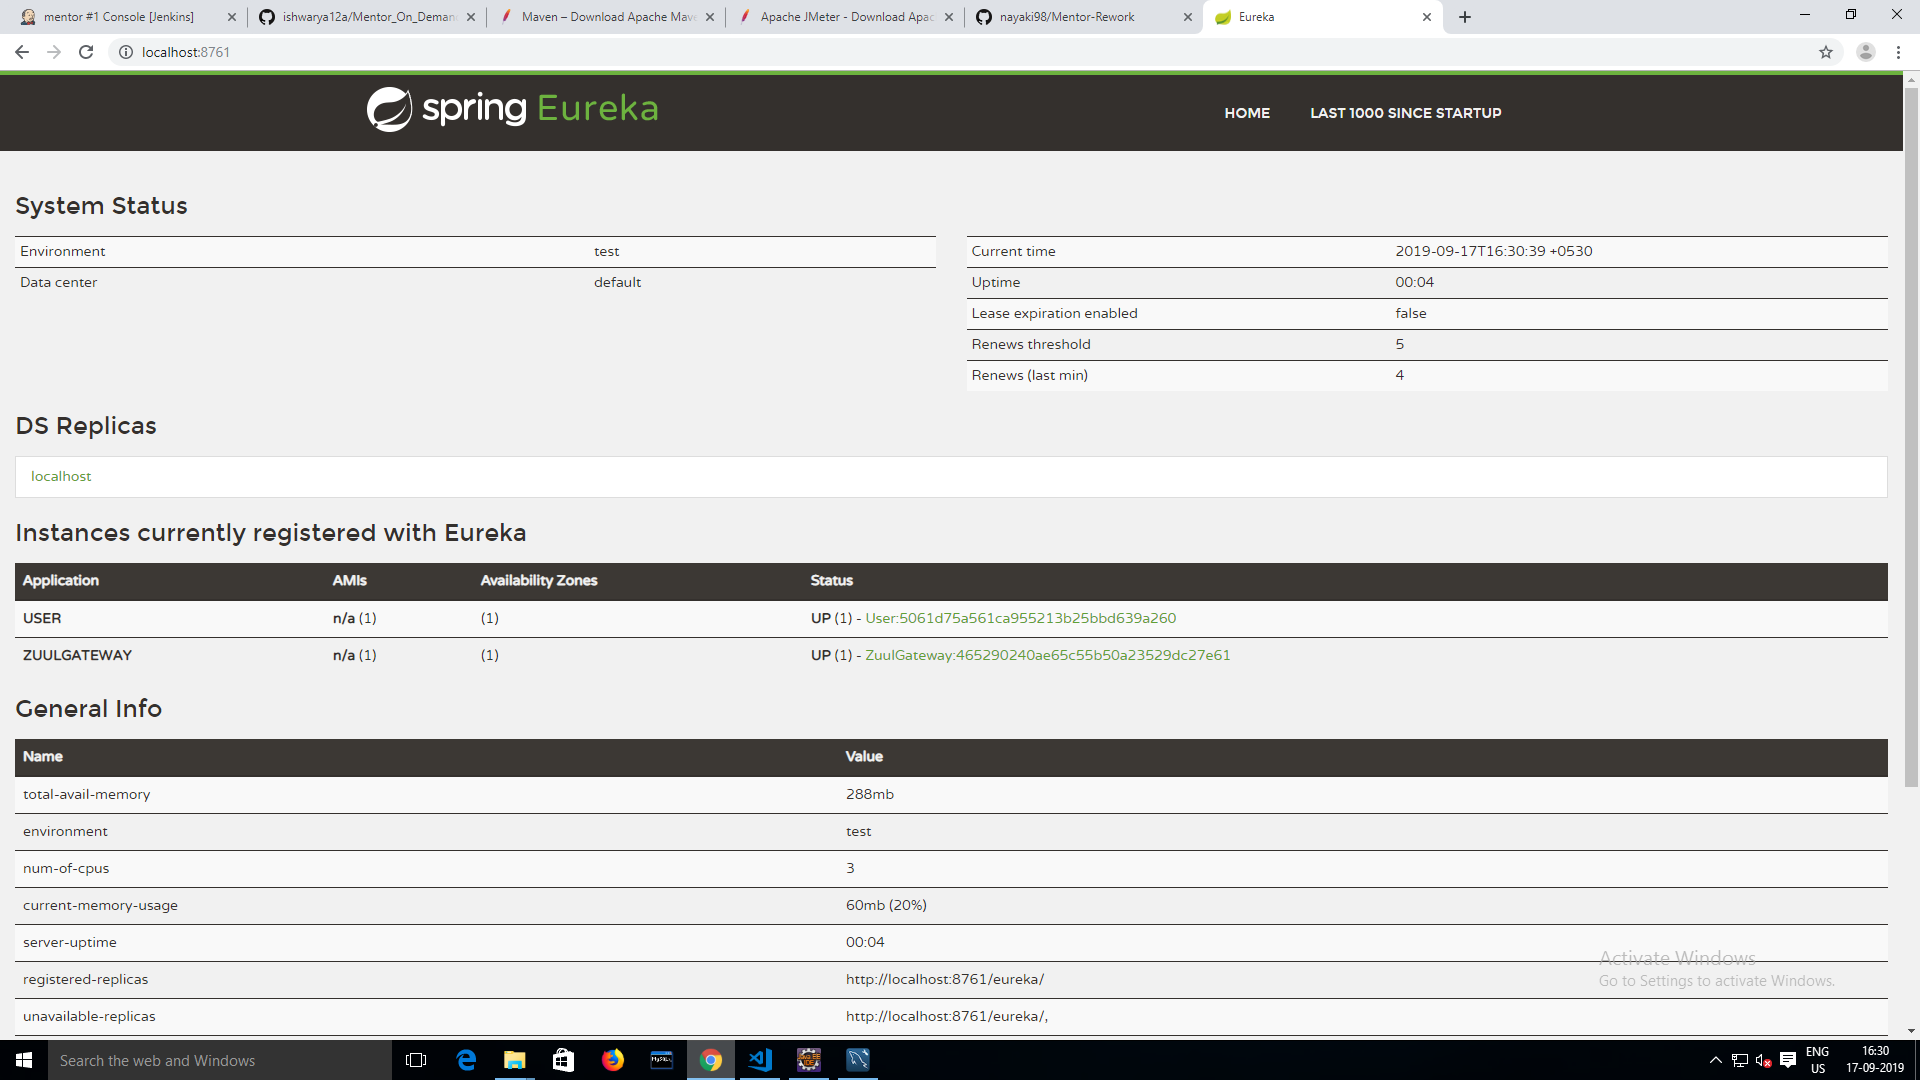 mentor #1 Console [Jenkins]
ishwarya12a/Mentor_On_Deman
Maven – Download Apache Mav
Apache JMeter - Download Apac
nayaki98/Mentor-Rework
Eureka
localhost:8761
spring Eureka
HOME
LAST 1000 SINCE STARTUP
System Status
Environment test
Data center default
Current time 2019-09-17T16:30:39 +0530
Uptime 00:04
Lease expiration enabled false
Renews threshold 5
Renews (last min) 4
DS Replicas
localhost
Instances currently registered with Eureka
Application AMIs Availability Zones Status
USER n/a (1) (1) UP (1) - User:5061d75a561ca955213b25bbd639a260
ZUULGATEWAY n/a (1) (1) UP (1) - ZuulGateway:465290240ae65c55b50a23529dc27e61
General Info
Name Value
total-avail-memory 288mb
environment test
num-of-cpus 3
current-memory-usage 60mb (20%)
server-uptime 00:04
registered-replicas http://localhost:8761/eureka/
unavailable-replicas http://localhost:8761/eureka/,
Activate Windows
Go to Settings to activate Windows.
Search the web and Windows
ENG
US
16:30
17-09-2019